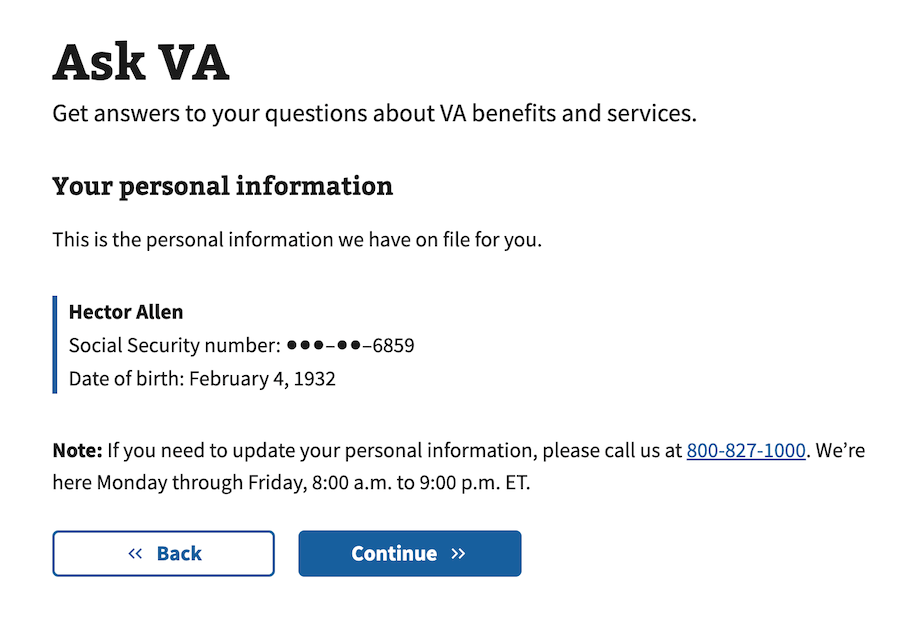 Ask VA
Get answers to your questions about VA benefits and services.
Your personal information
This is the personal information we have on file for you.
Hector Allen
Social Security number: ●●●–●●–6859
Date of birth: February 4, 1932
Note: If you need to update your personal information, please call us at 800-827-1000. We’re
here Monday through Friday, 8:00 a.m. to 9:00 p.m. ET.
« Back
Continue »